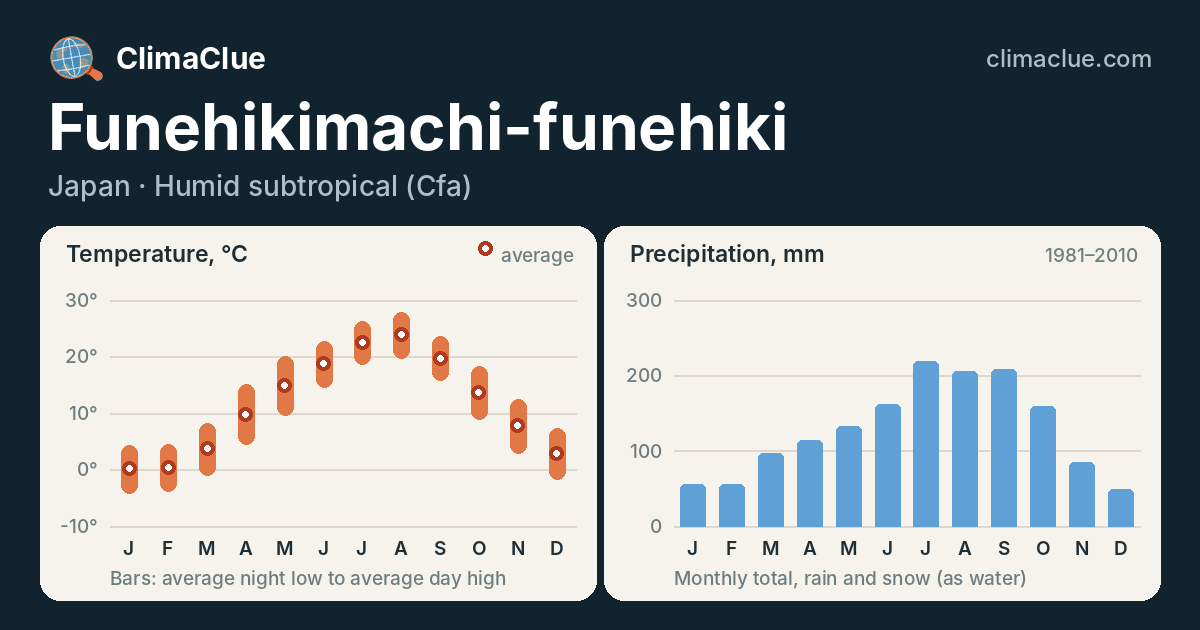 ClimaClue
climaclue.com
Funehikimachi-funehiki
Japan · Humid subtropical (Cfa)
Temperature, °C
average
30°
20°
10°
0°
-10°
J F M A M J J A S O N D
Bars: average night low to average day high
Precipitation, mm
1981–2010
300
200
100
0
J F M A M J J A S O N D
Monthly total, rain and snow (as water)